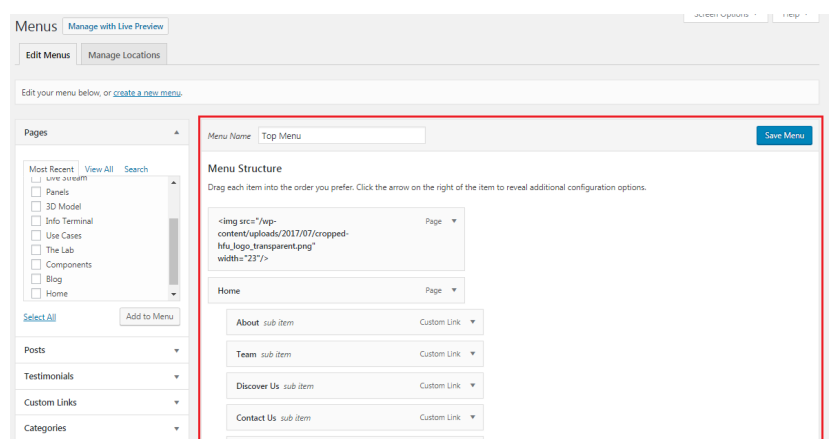 Menus Manage with Live Preview
Screen Options Help
Edit Menus Manage Locations
Edit your menu below, or create a new menu.
Pages
Most Recent View All Search
Live Stream
Panels
3D Model
Info Terminal
Use Cases
The Lab
Components
Blog
Home
Select All Add to Menu
Posts
Testimonials
Custom Links
Categories
Menu Name Top Menu Save Menu
Menu Structure
Drag each item into the order you prefer. Click the arrow on the right of the item to reveal additional configuration options.
<img src="/wp- Page
content/uploads/2017/07/cropped-
hfu_logo_transparent.png"
width="23"/>
Home Page
About sub item Custom Link
Team sub item Custom Link
Discover Us sub item Custom Link
Contact Us sub item Custom Link